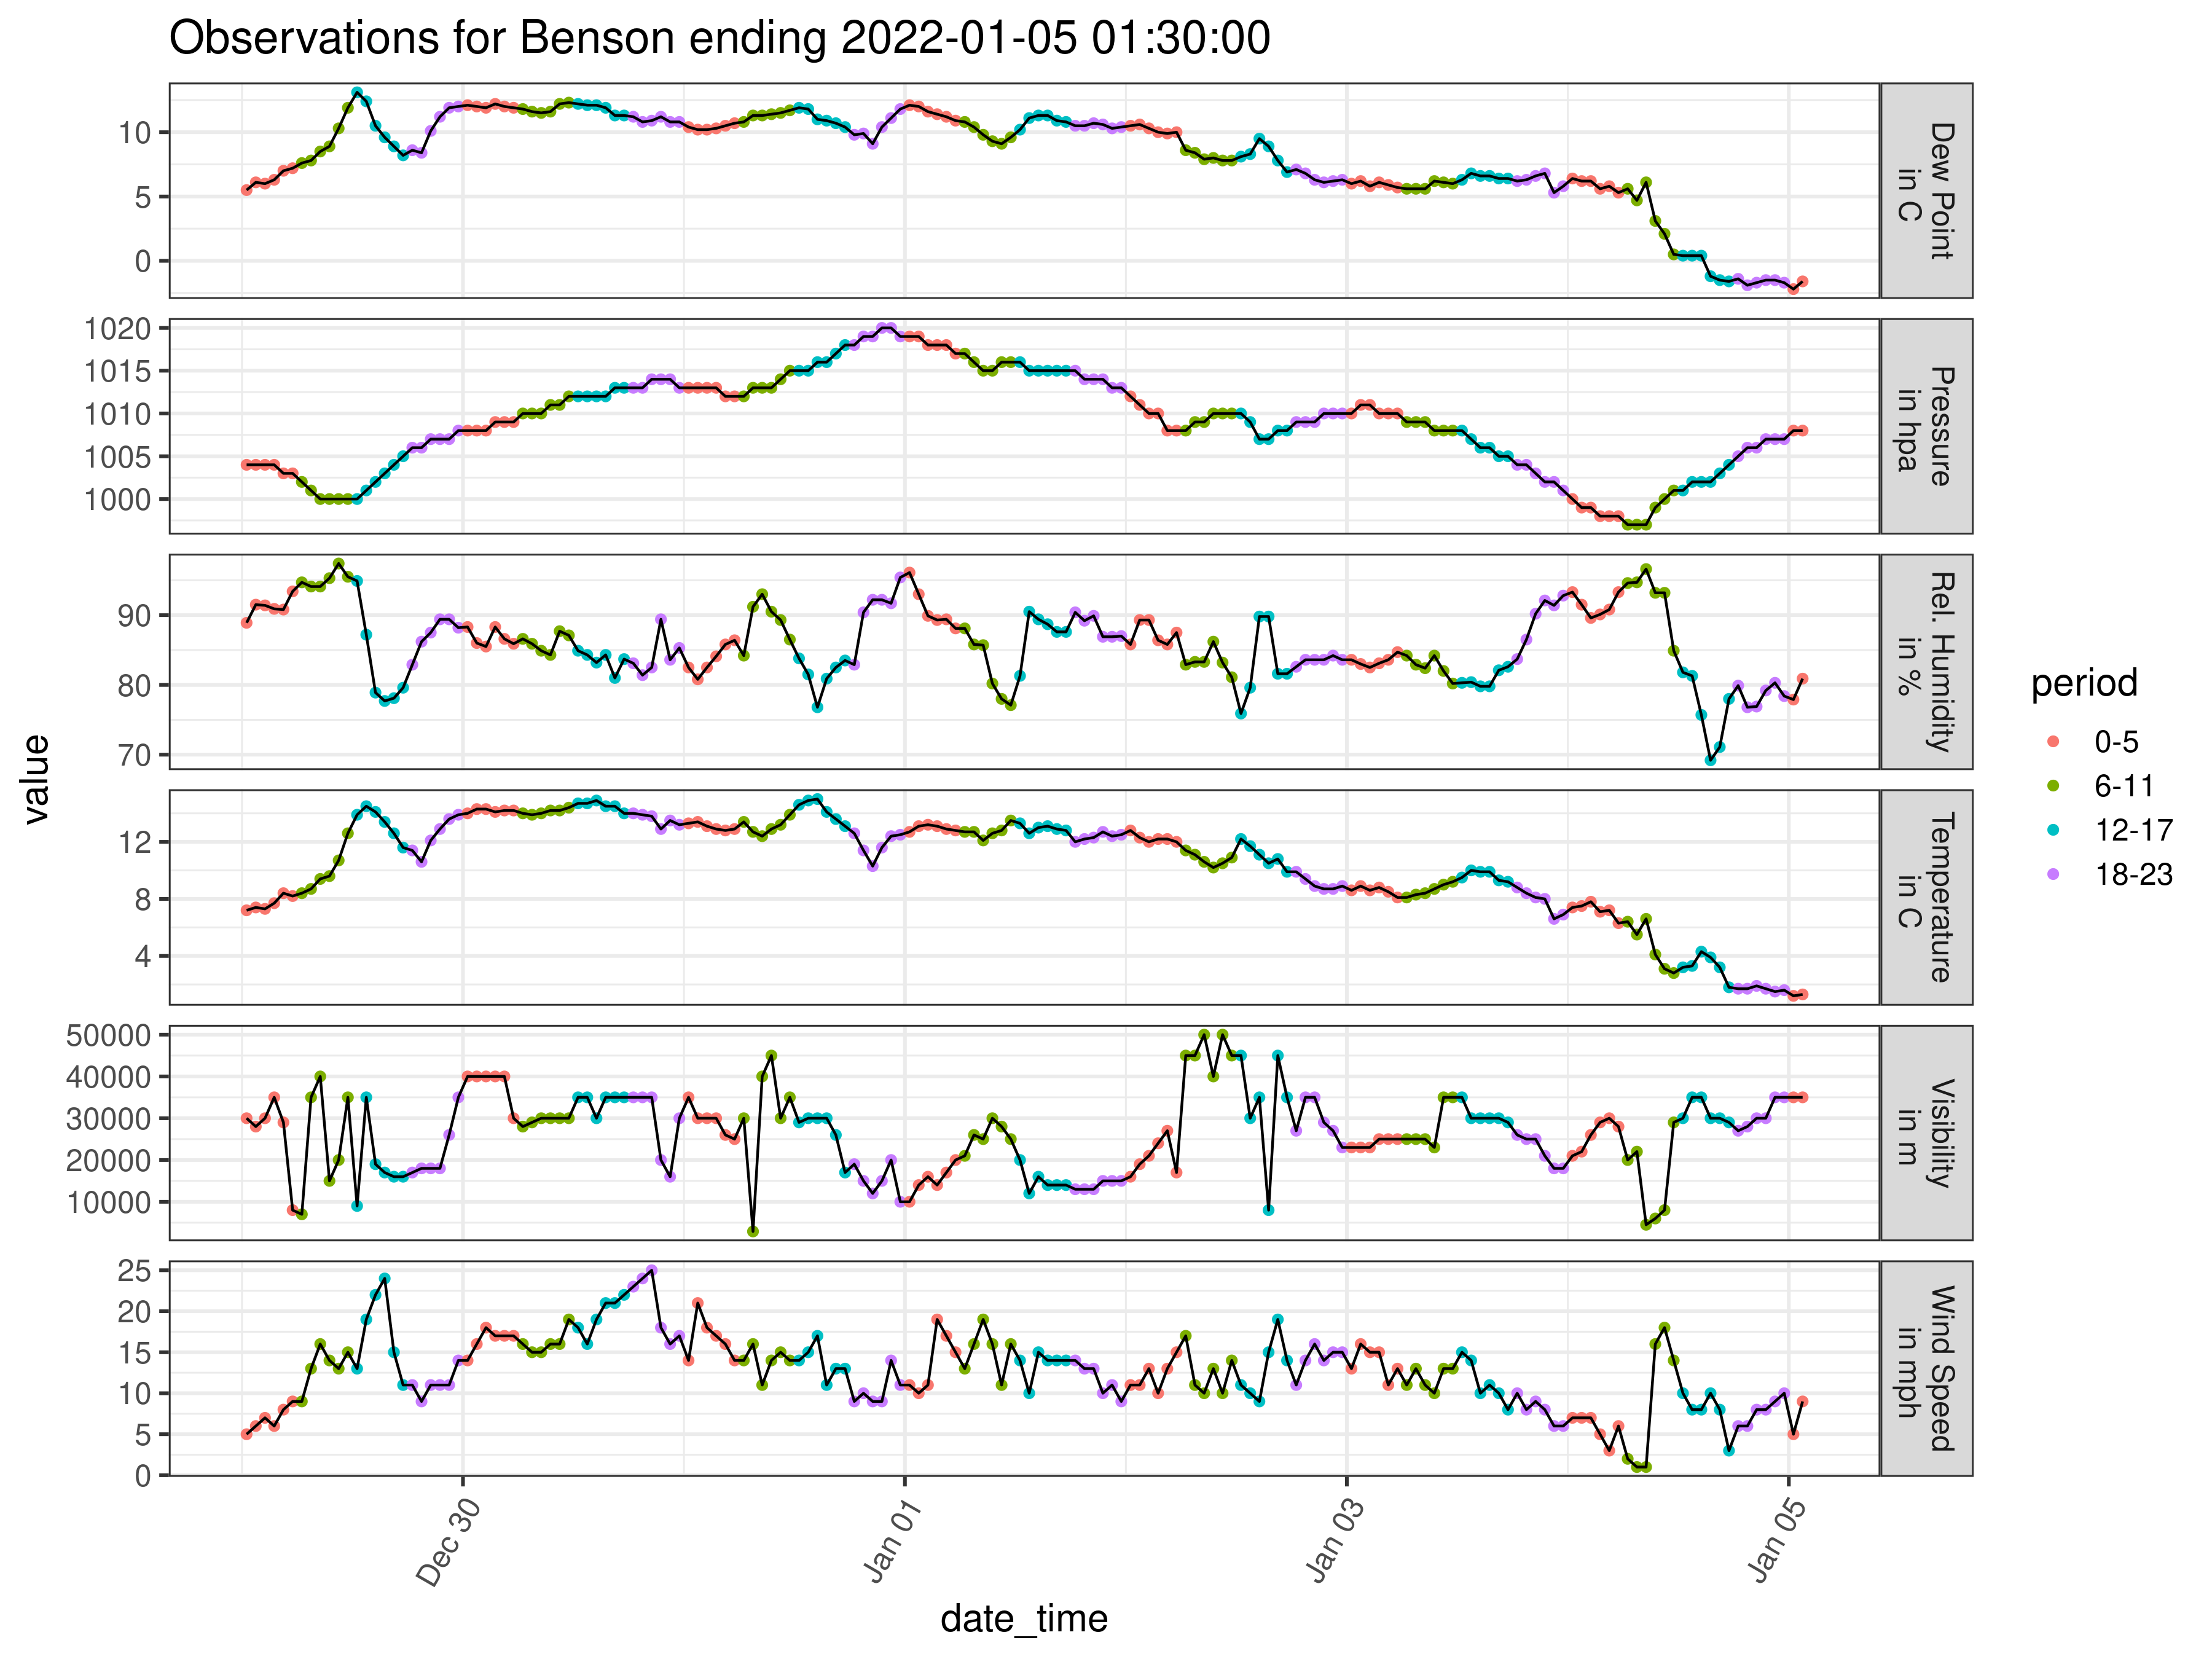 Observations for Benson ending 2022-01-05 01:30:00
value
10
5
0
Dew Point
in C
1020
1015
1010
1005
1000
Pressure
in hpa
90
80
70
Rel. Humidity
in %
12
8
4
Temperature
in C
50000
40000
30000
20000
10000
Visibility
in m
25
20
15
10
5
0
Wind Speed
in mph
Dec 30
Jan 01
Jan 03
Jan 05
date_time
period
0-5
6-11
12-17
18-23